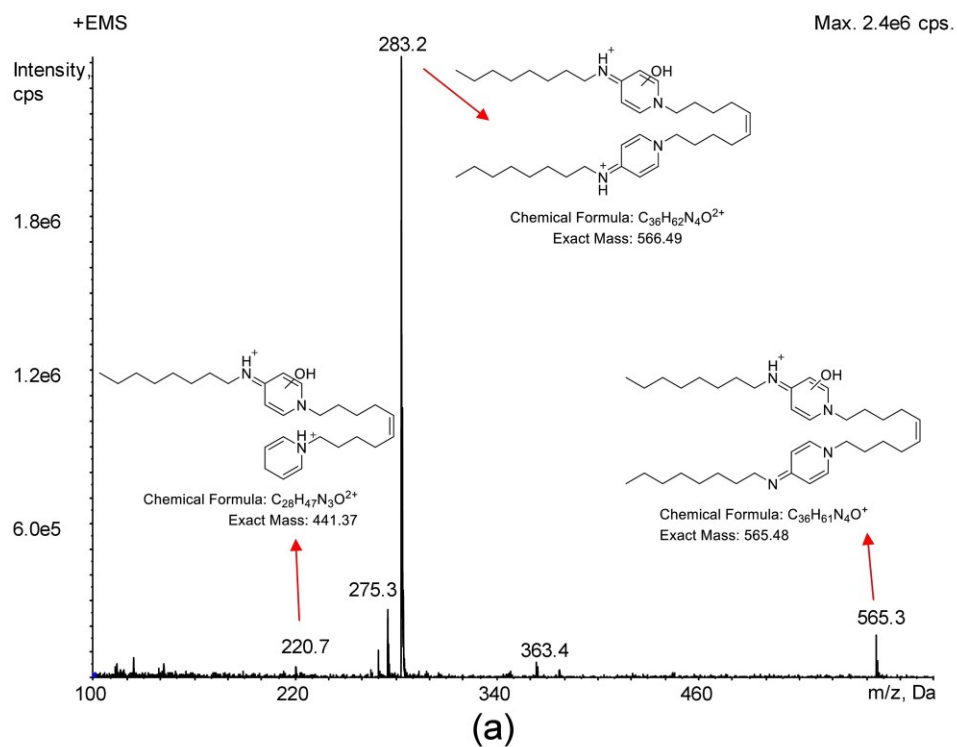 +EMS
Max. 2.4e6 cps.
Intensity,
cps
283.2
H
+
N
OH
N
N
+
N
H
Chemical Formula: C36H62N4O2+
Exact Mass: 566.49
1.8e6
1.2e6
H
+
N
OH
N
H
+
N
Chemical Formula: C28H47N3O2+
Exact Mass: 441.37
H
+
N
OH
N
N
N
Chemical Formula: C36H61N4O+
Exact Mass: 565.48
6.0e5
275.3
565.3
220.7
363.4
100
220
340
460
m/z, Da
(a)